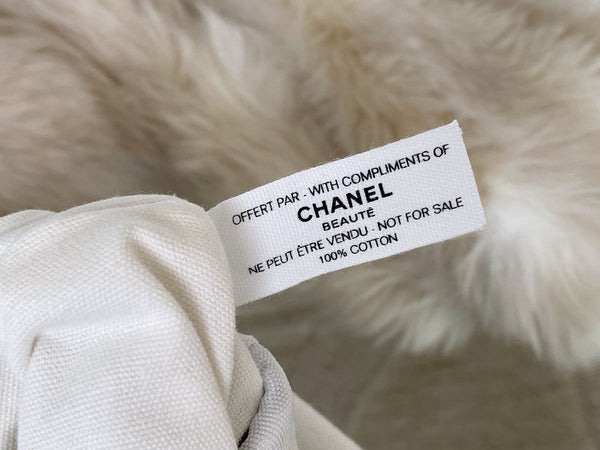 OFFERT PAR - WITH COMPLIMENTS OF
CHANEL
BEAUTÉ
NE PEUT ÊTRE VENDU - NOT FOR SALE
100% COTTON